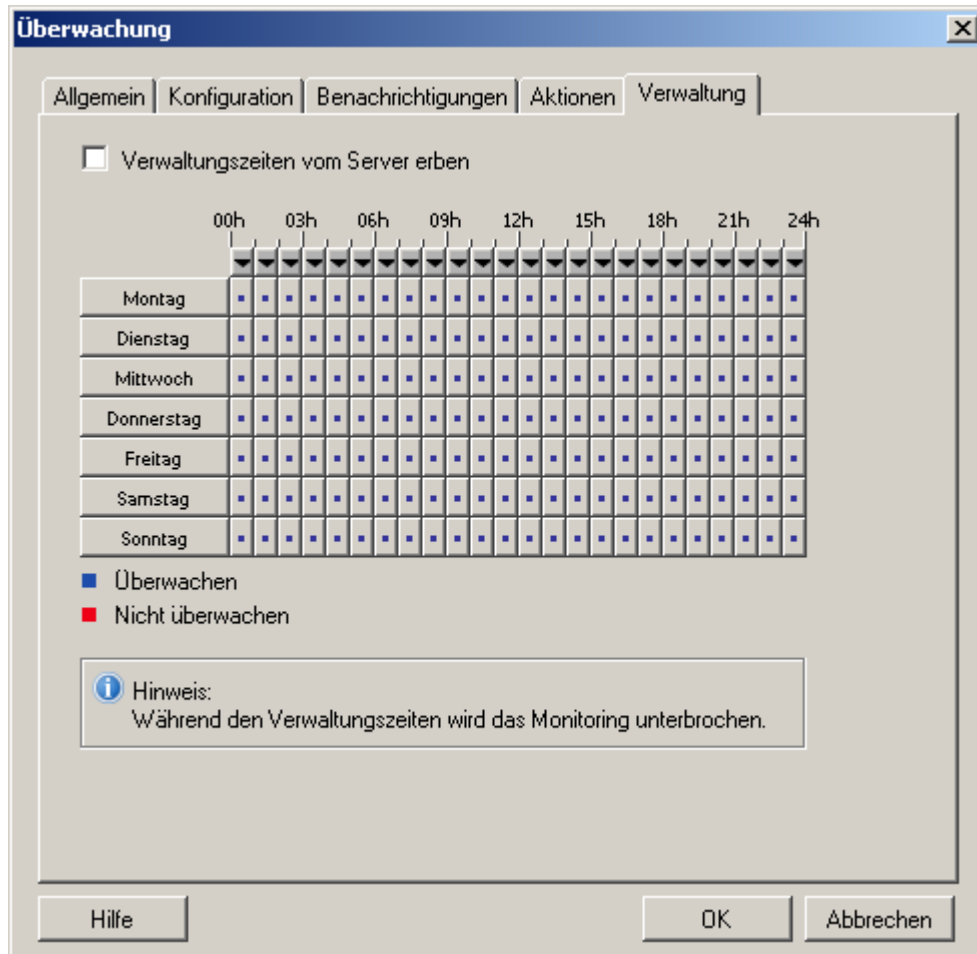 Überwachung
Allgemein Konfiguration Benachrichtigungen Aktionen Verwaltung
Verwaltungszeiten vom Server erben
00h 03h 06h 09h 12h 15h 18h 21h 24h
Montag
Dienstag
Mittwoch
Donnerstag
Freitag
Samstag
Sonntag
Überwachen
Nicht überwachen
Hinweis:
Während den Verwaltungszeiten wird das Monitoring unterbrochen.
Hilfe OK Abbrechen